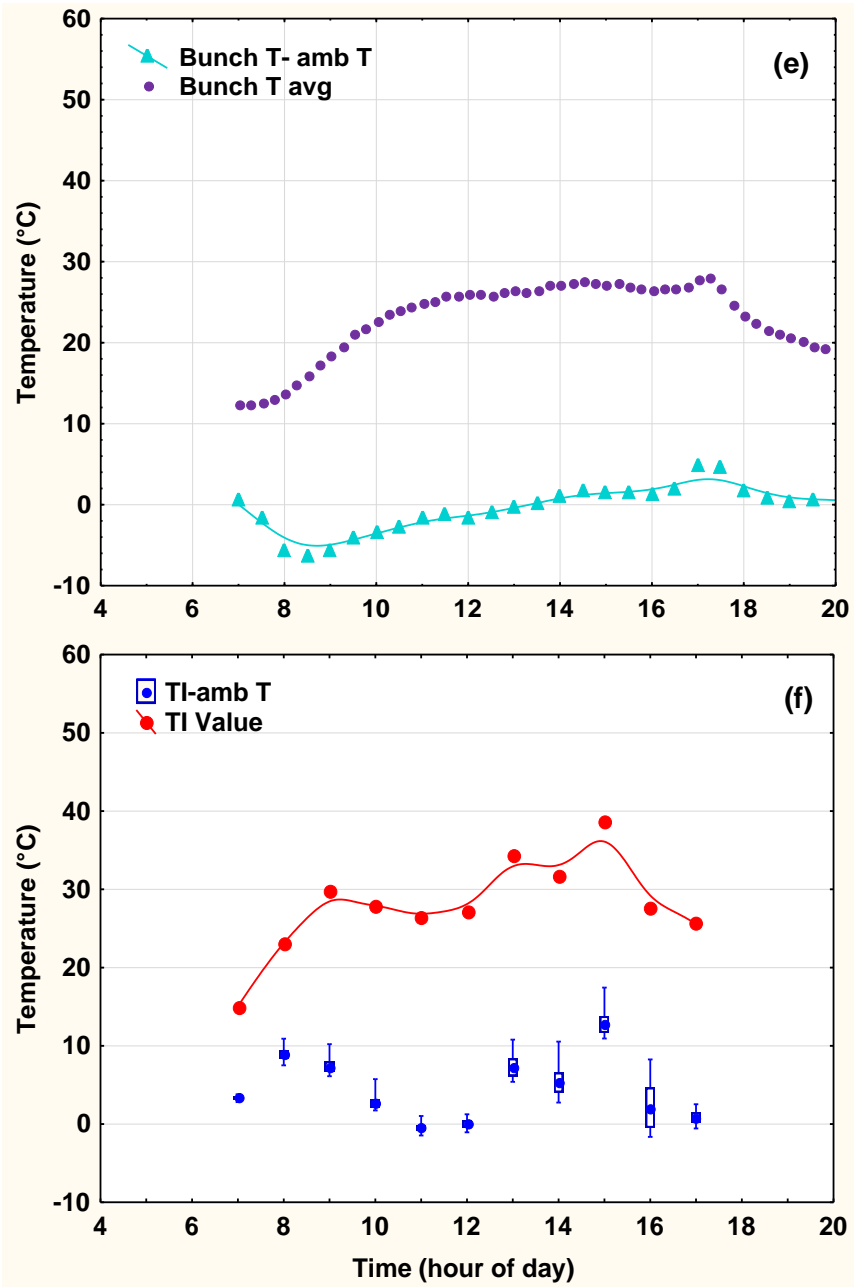 60
50
40
30
20
10
0
-10
Temperature (°C)
Bunch T- amb T
Bunch T avg
(e)
4 6 8 10 12 14 16 18 20
60
50
40
30
20
10
0
-10
Temperature (°C)
TI-amb T
TI Value
(f)
4 6 8 10 12 14 16 18 20
Time (hour of day)